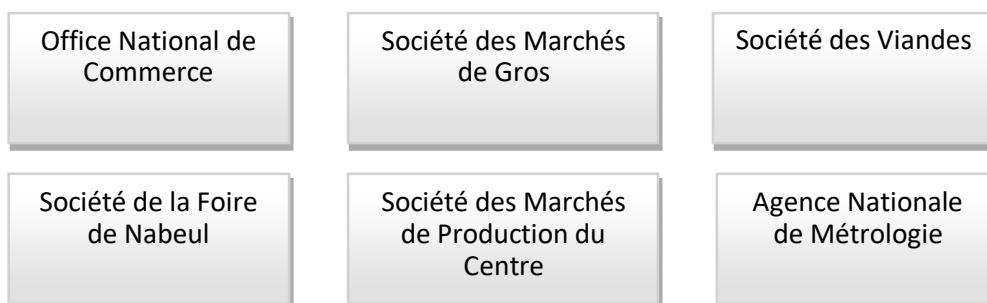 Office National de
Commerce
Société des Marchés
de Gros
Société des Viandes
Société de la Foire
de Nabeul
Société des Marchés
de Production du
Centre
Agence Nationale
de Métrologie